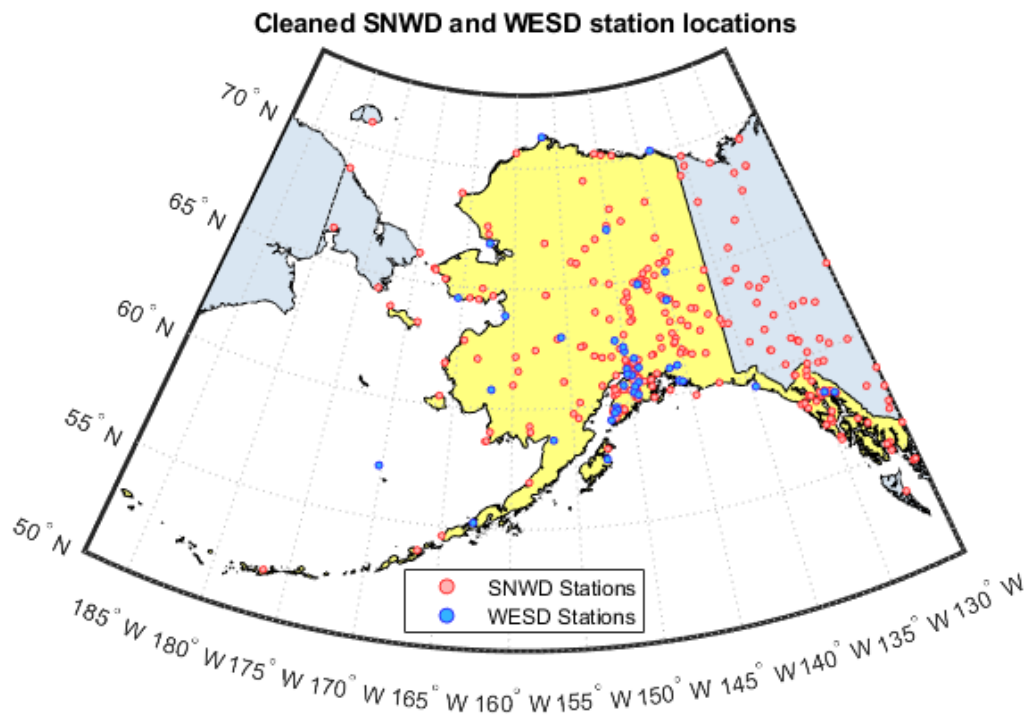 Cleaned SNWD and WESD station locations
70° N
65° N
60° N
55° N
50° N
SNWD Stations
WESD Stations
185° W
180° W
175° W
170° W
165° W
160° W
155° W
150° W
145° W
140° W
135° W
130° W